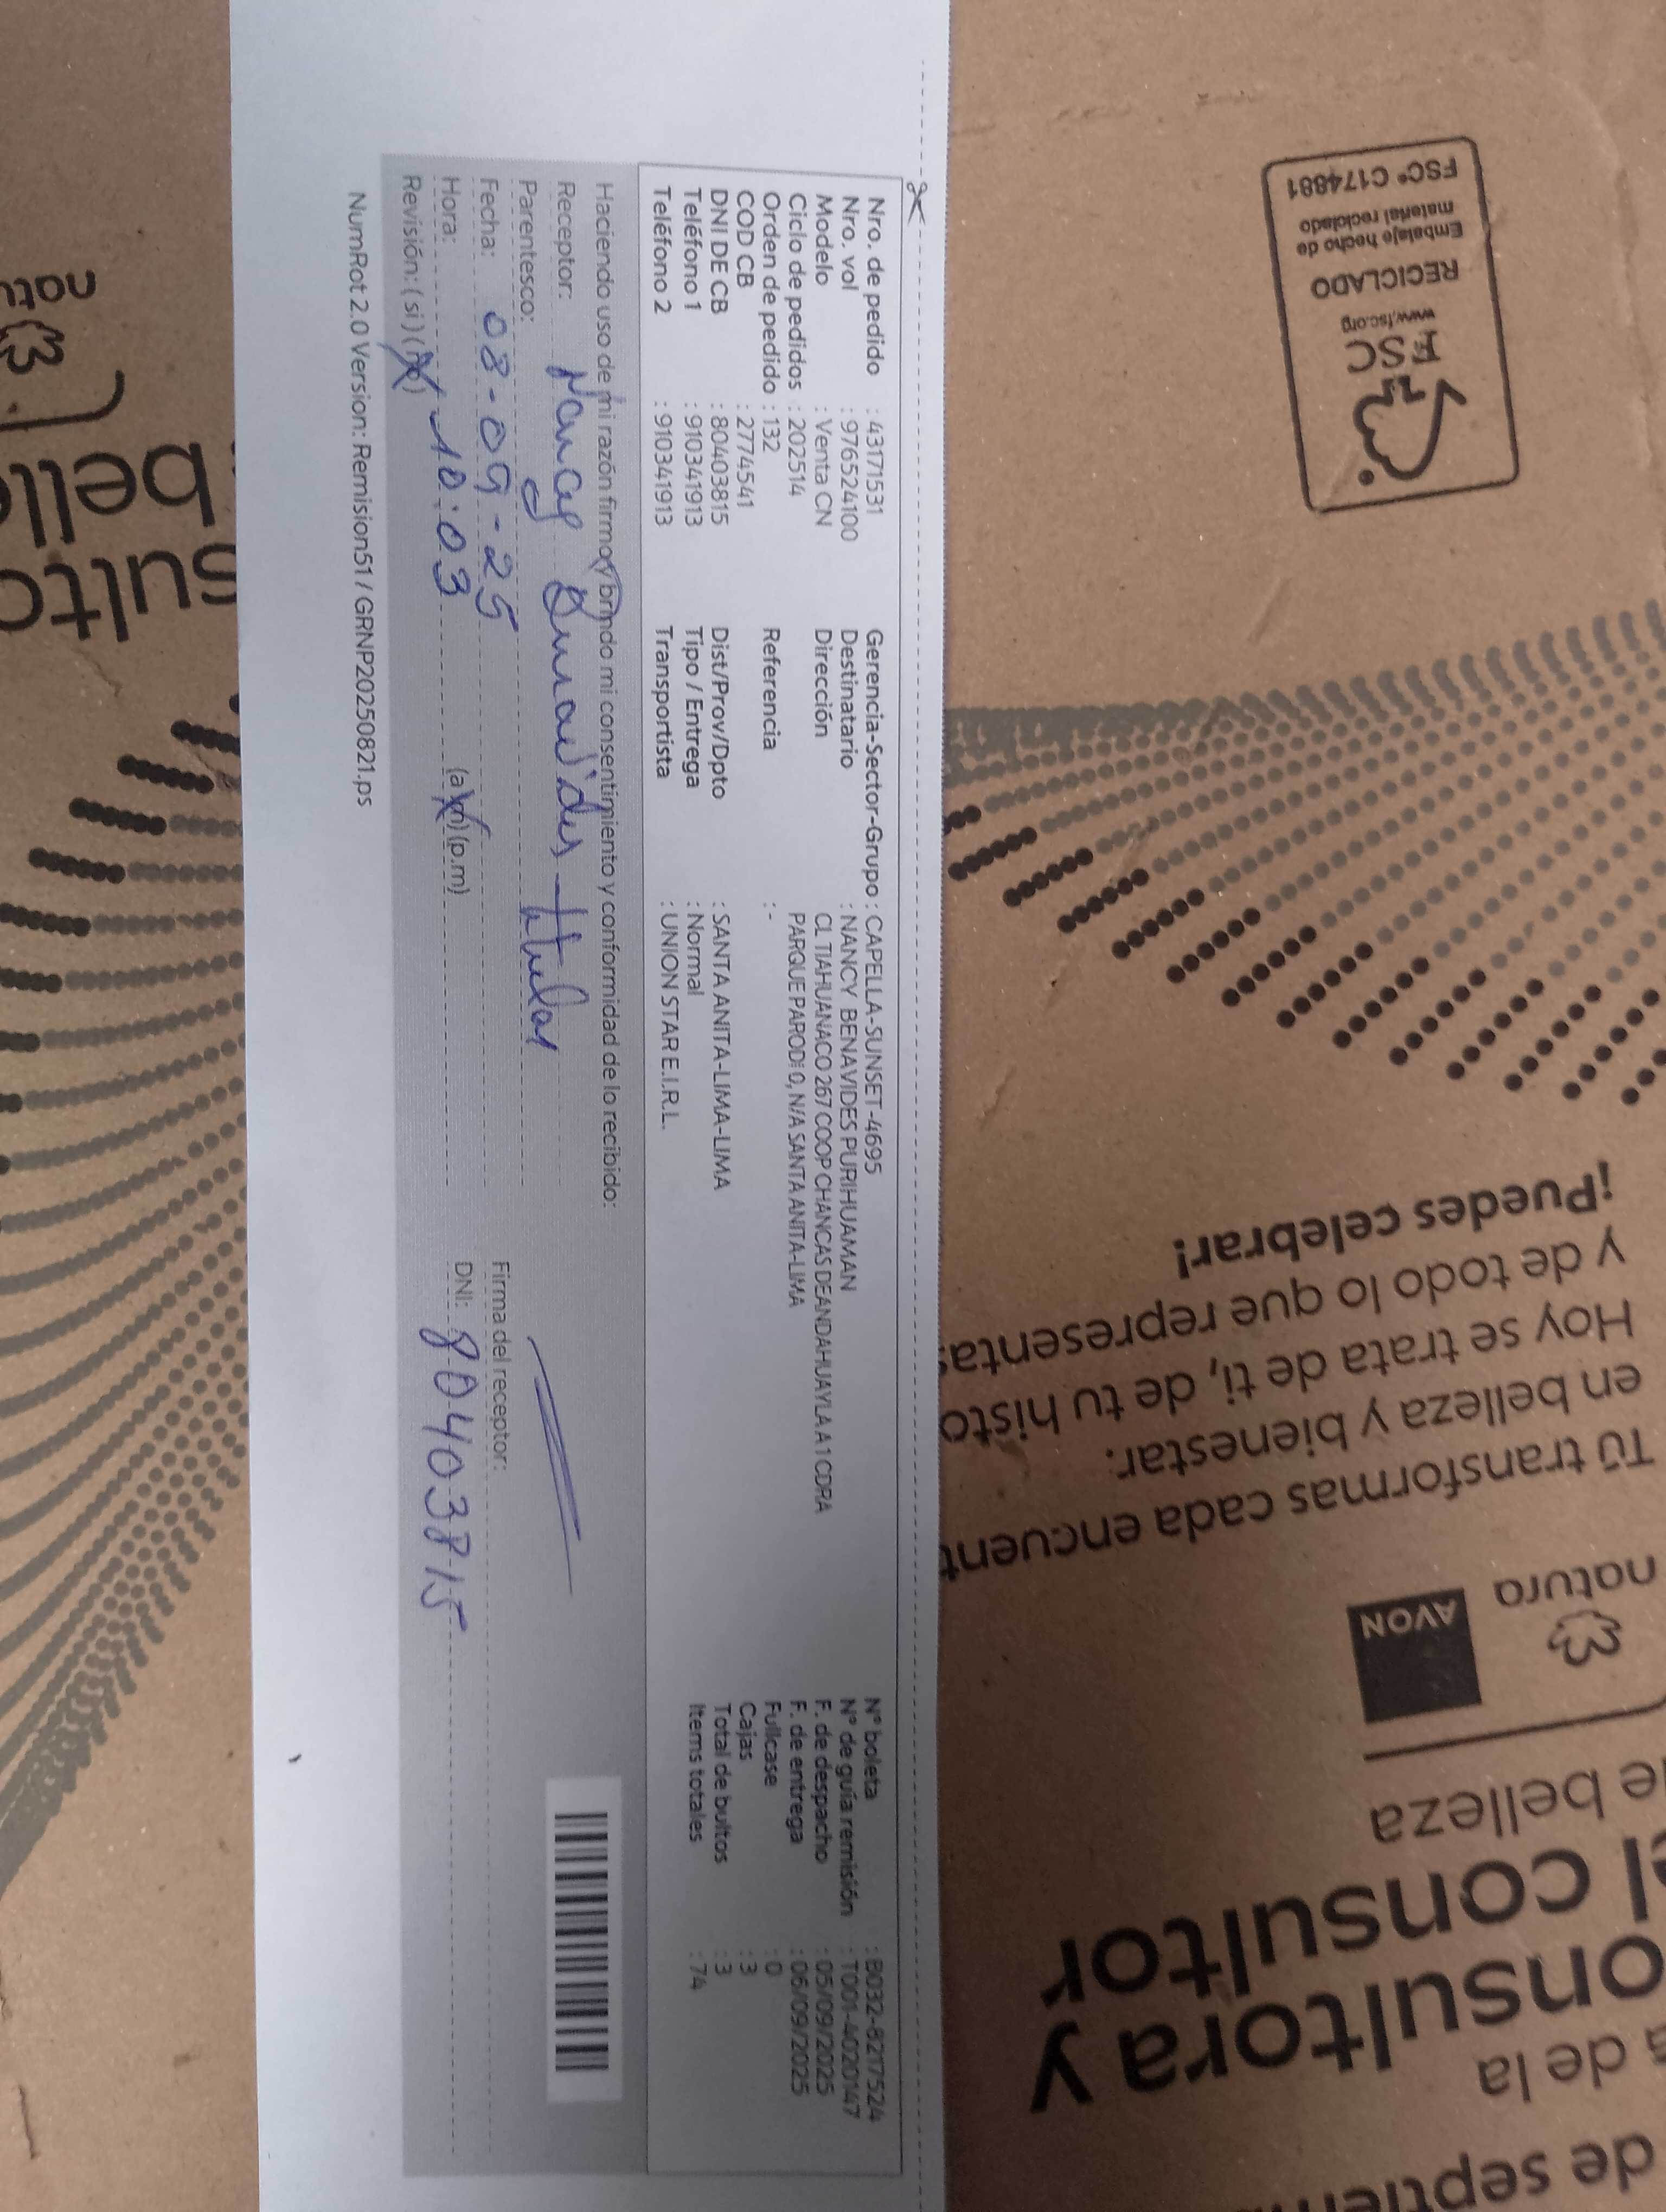 Nro. de pedido : 43171531
Nro. vol : 976524100
Modelo : Venta CN
Ciclo de pedidos : 202514
Orden de pedido : 132
COD CB : 2774541
DNI DE CB : 80403815
Teléfono 1 : 910341913
Teléfono 2 : 910341913
Gerencia-Sector-Grupo : CAPELLA-SUNSET-4695
Destinatario : NANCY BENAVIDES PURIHUAMAN
Dirección CL TIAHUANACO 267 COOP CHANCAS DEANDAHUAYLA A 1 CDRA
PARQUE PARODI 0, N/A SANTA ANITA-LIMA
Referencia : -
Dist/Prov/Dpto : SANTA ANITA-LIMA-LIMA
Tipo / Entrega : Normal
Transportista : UNION STAR E.I.R.L.
N° boleta : B032-8217524
N° de guía remisión : T001-4020147
F. de despacho : 05/09/2025
F. de entrega : 06/09/2025
Fullcase : 0
Cajas : 3
Total de bultos : 3
Items totales : 74
Haciendo uso de mi razón firmo y brindo mi consentimiento y conformidad de lo recibido:
Receptor: Nancy Benavides
Parentesco: titular
Fecha: 08-09-25
Hora: 10:03 (a.m) (p.m)
Revisión: ( si ) ( no )
Firma del receptor:
DNI: 80403815
NumRot 2.0 Version: Remision51 / GRNP20250821.ps
FSC
www.fsc.org
RECICLADO
Embalaje hecho de
material reciclado
FSC® C174881
de septiem
de la
onsultora y
el consultor
de belleza
natura
AVON
Tú transformas cada encuent
en belleza y bienestar.
Hoy se trata de ti, de tu histo
y de todo lo que representa
¡Puedes celebrar!
sulto
bell
natu